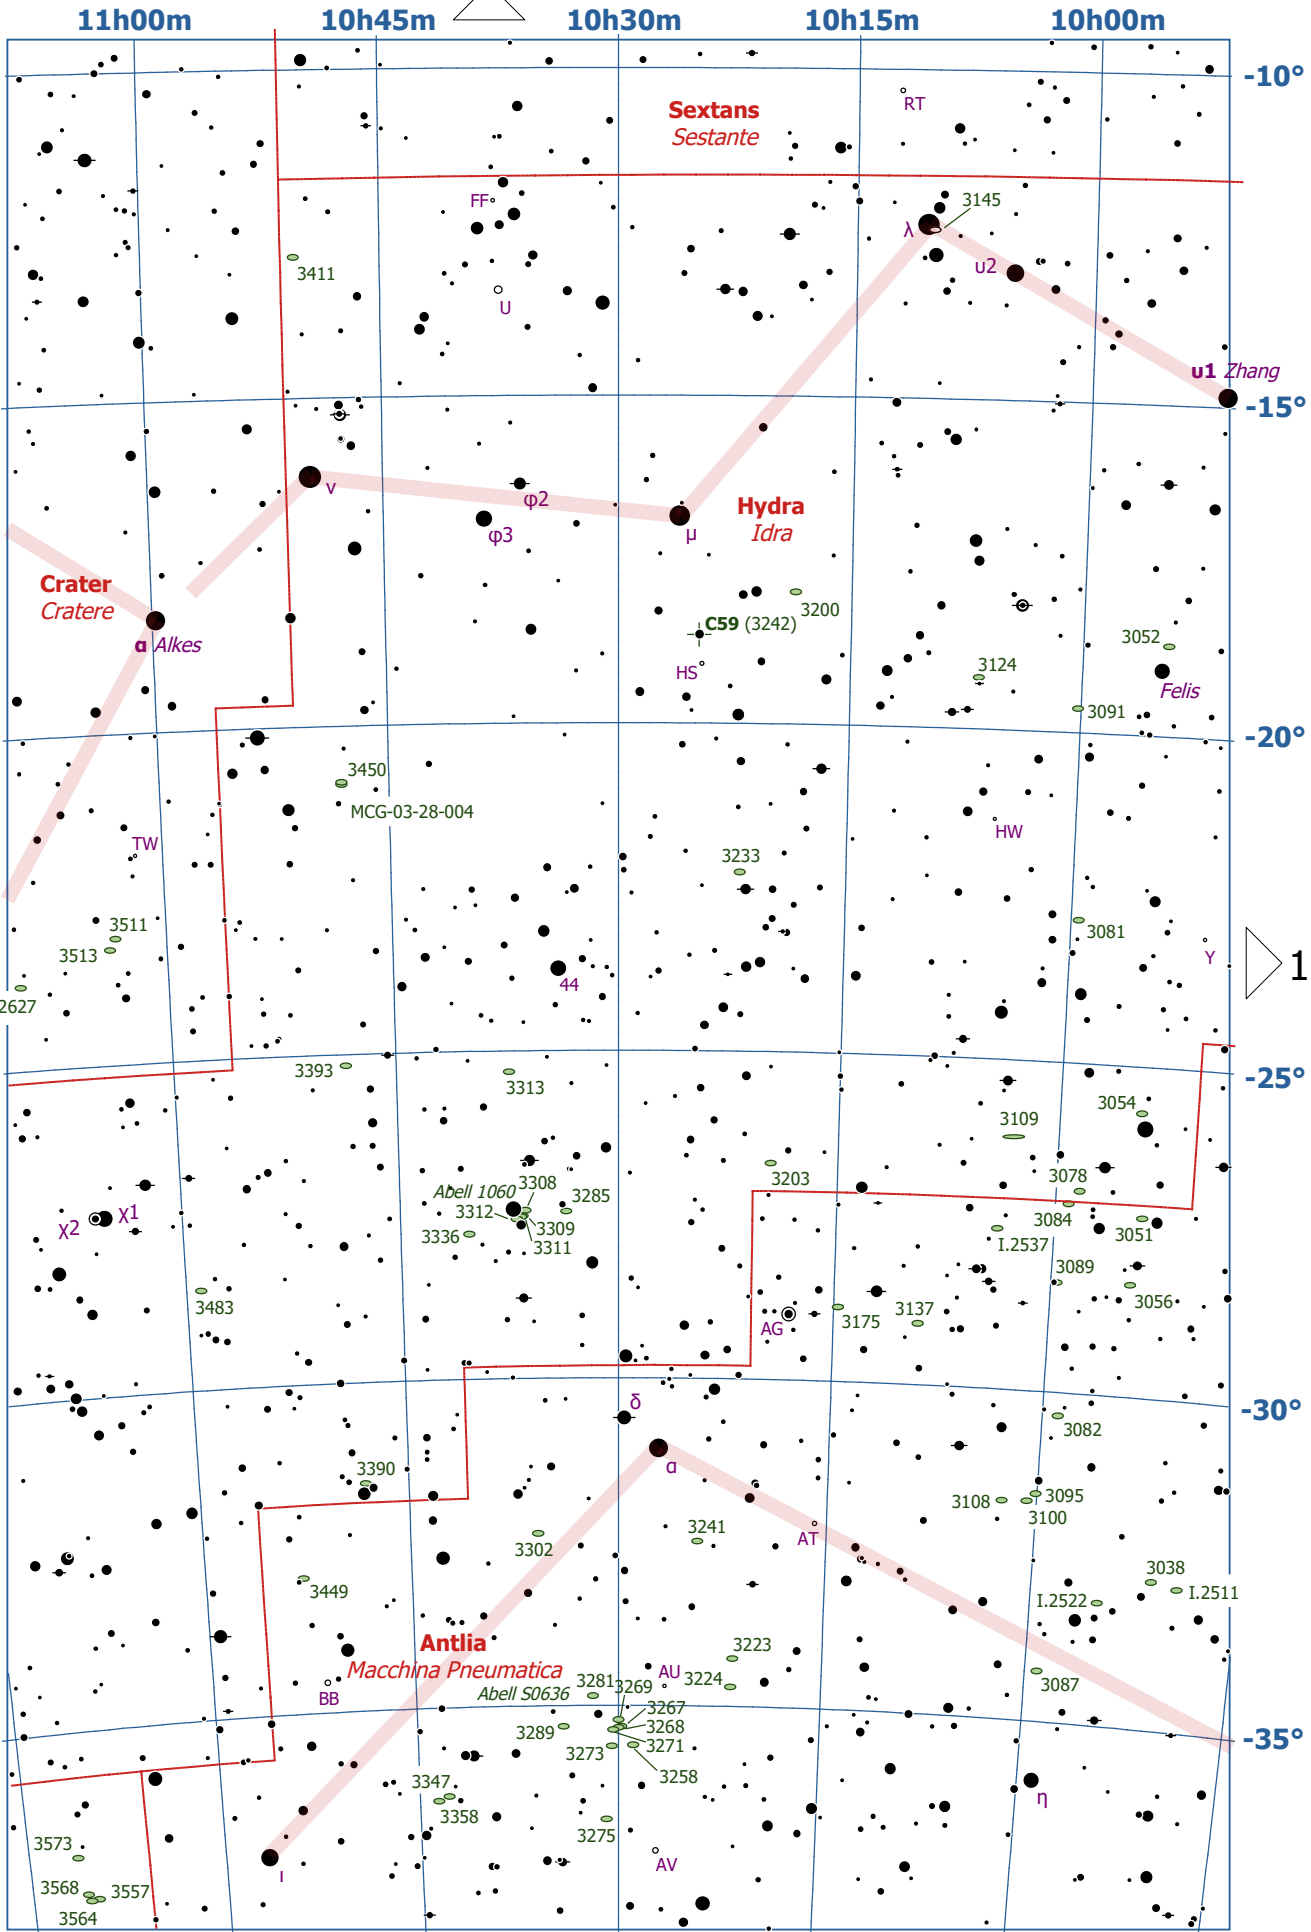 11h00m 10h45m 10h30m 10h15m 10h00m
-10°
RT
Sextans
Sestante
FF
3145
λ
3411
υ2
U
υ1 Zhang
-15°
ν
φ2
φ3
Hydra
Idra
μ
Crater
Cratere
3200
C59 (3242)
α Alkes
3052
HS
3124
Felis
3091
-20°
3450
MCG-03-28-004
TW
HW
3233
3511
3513
3081
Y
1
44
2627
3393
3313
-25°
3054
3109
3203
3078
Abell 1060
3308
3285
3312
3309
3336
3311
χ2
χ1
3084
3051
I.2537
3089
3483
3056
AG
3175
3137
-30°
δ
3082
α
3390
3095
3108
3100
3241
AT
3302
3038
I.2511
3449
I.2522
Antlia
Macchina Pneumatica
3223
AU
3224
3087
BB
Abell S0636
3281
3269
3267
3289
3268
3273
3271
3258
-35°
3347
3358
η
3275
3573
AV
ι
3568
3557
3564